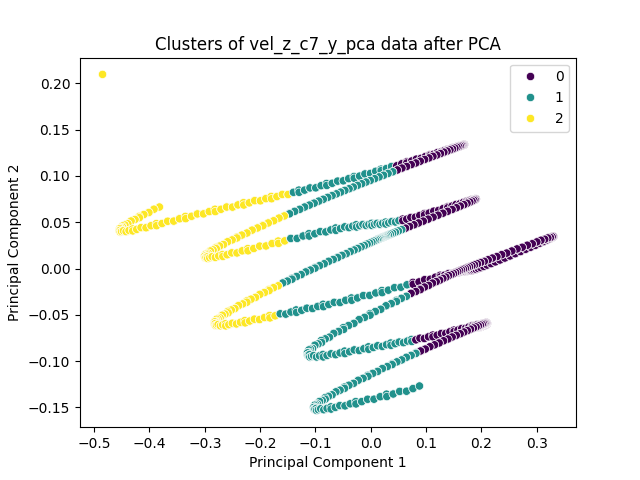 Clusters of vel_z_c7_y_pca data after PCA
0
1
2
0.20
0.15
0.10
0.05
0.00
−0.05
−0.10
−0.15
Principal Component 2
−0.5 −0.4 −0.3 −0.2 −0.1 0.0 0.1 0.2 0.3
Principal Component 1